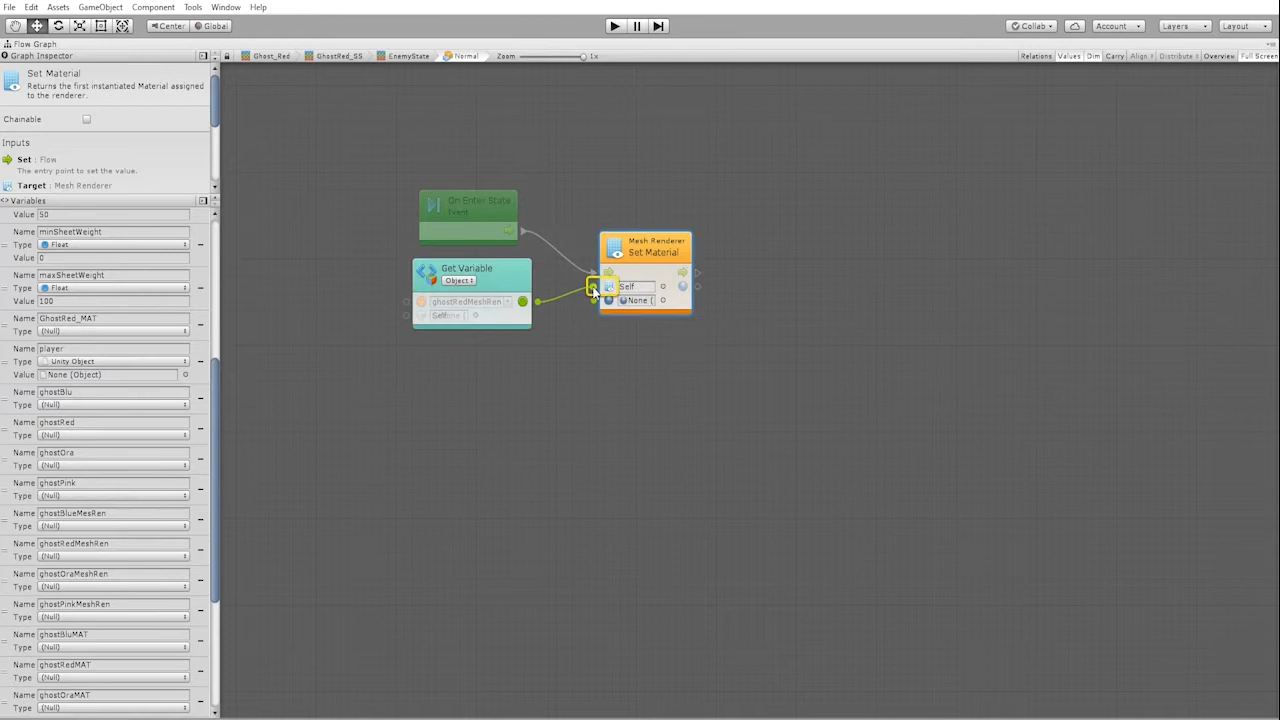 File Edit Assets GameObject Component Tools Window Help
Center Global Collab Account Layers Layout
Flow Graph
Graph Inspector Ghost_Red GhostRed_SS EnemyState Normal Zoom 1x Relations Values Dim Carry Align Distribute Overview Full Screen
Set Material
Returns the first instantiated Material assigned
to the renderer.
Chainable
Inputs
Set : Flow
The entry point to set the value.
Target : Mesh Renderer
Variables
Value 50
Name minSheetWeight
Type Float
Value 0
Name maxSheetWeight
Type Float
Value 100
Name GhostRed_MAT
Type (Null)
Name player
Type Unity Object
Value None (Object)
Name ghostBlu
Type (Null)
Name ghostRed
Type (Null)
Name ghostOra
Type (Null)
Name ghostPink
Type (Null)
Name ghostBlueMesRen
Type (Null)
Name ghostRedMeshRen
Type (Null)
Name ghostOraMeshRen
Type (Null)
Name ghostPinkMeshRen
Type (Null)
Name ghostBluMAT
Type (Null)
Name ghostRedMAT
Type (Null)
Name ghostOraMAT
Type (Null)
On Enter State
Event
Get Variable
Object
ghostRedMeshRen
Self
Mesh Renderer
Set Material
Self
None (